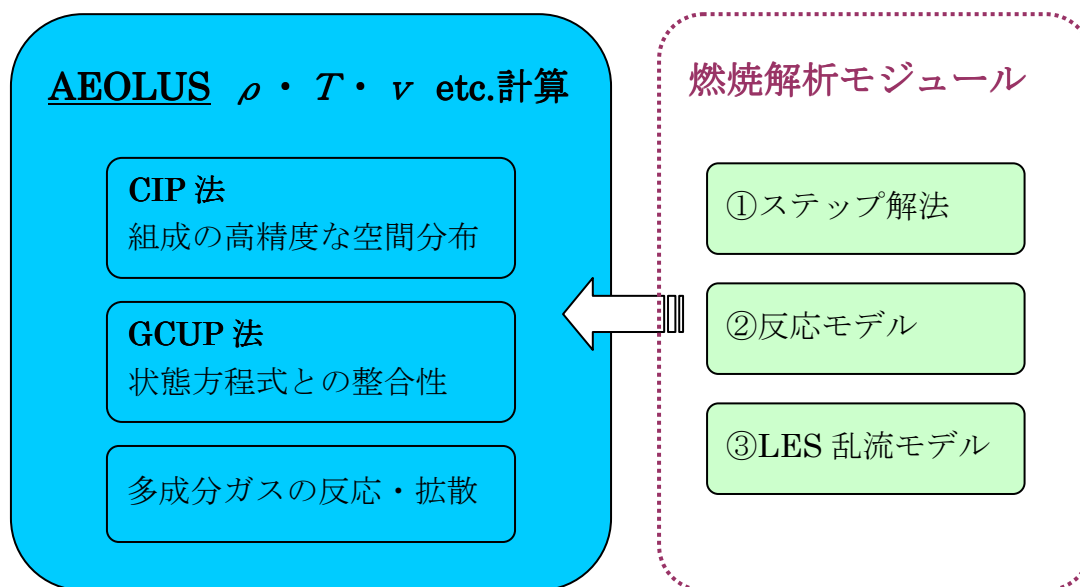 AEOLUS ρ・T・v etc.計算
CIP 法
組成の高精度な空間分布
GCUP 法
状態方程式との整合性
多成分ガスの反応・拡散
燃焼解析モジュール
①ステップ解法
②反応モデル
③LES 乱流モデル